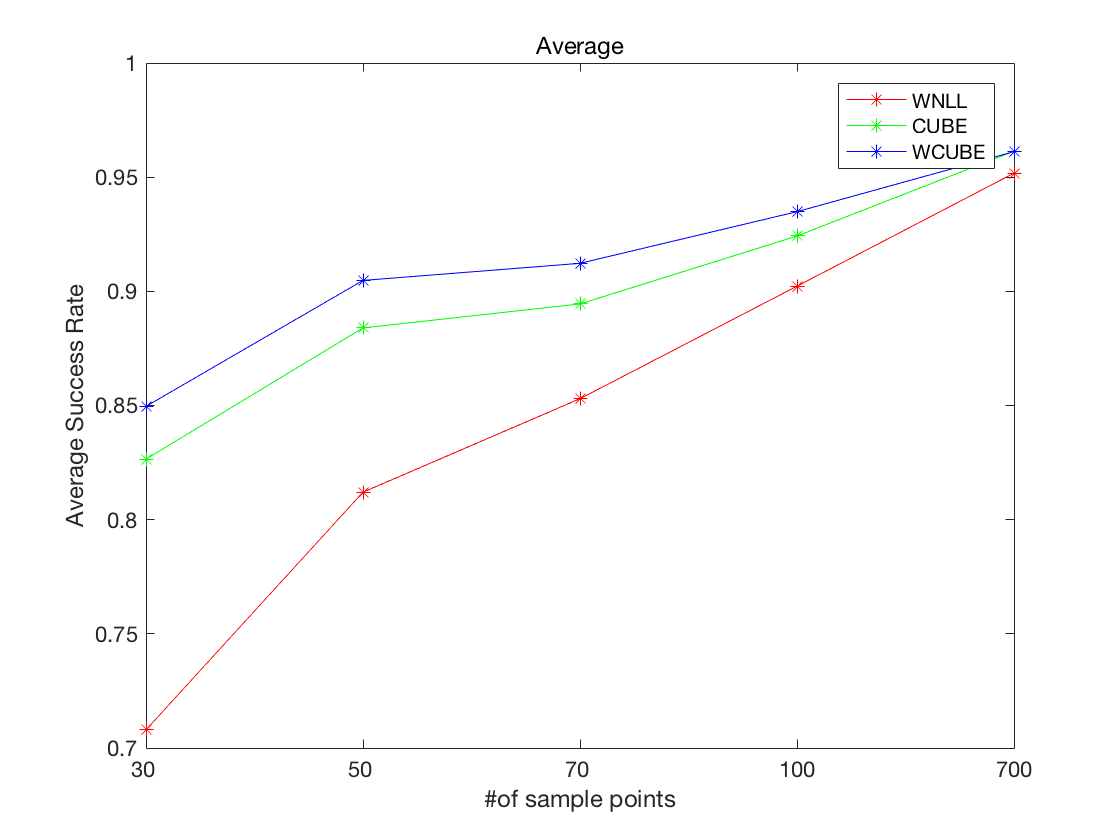 Average
1
0.95
0.9
0.85
0.8
0.75
0.7
Average Success Rate
WNLL
CUBE
WCUBE
30 50 70 100 700
#of sample points